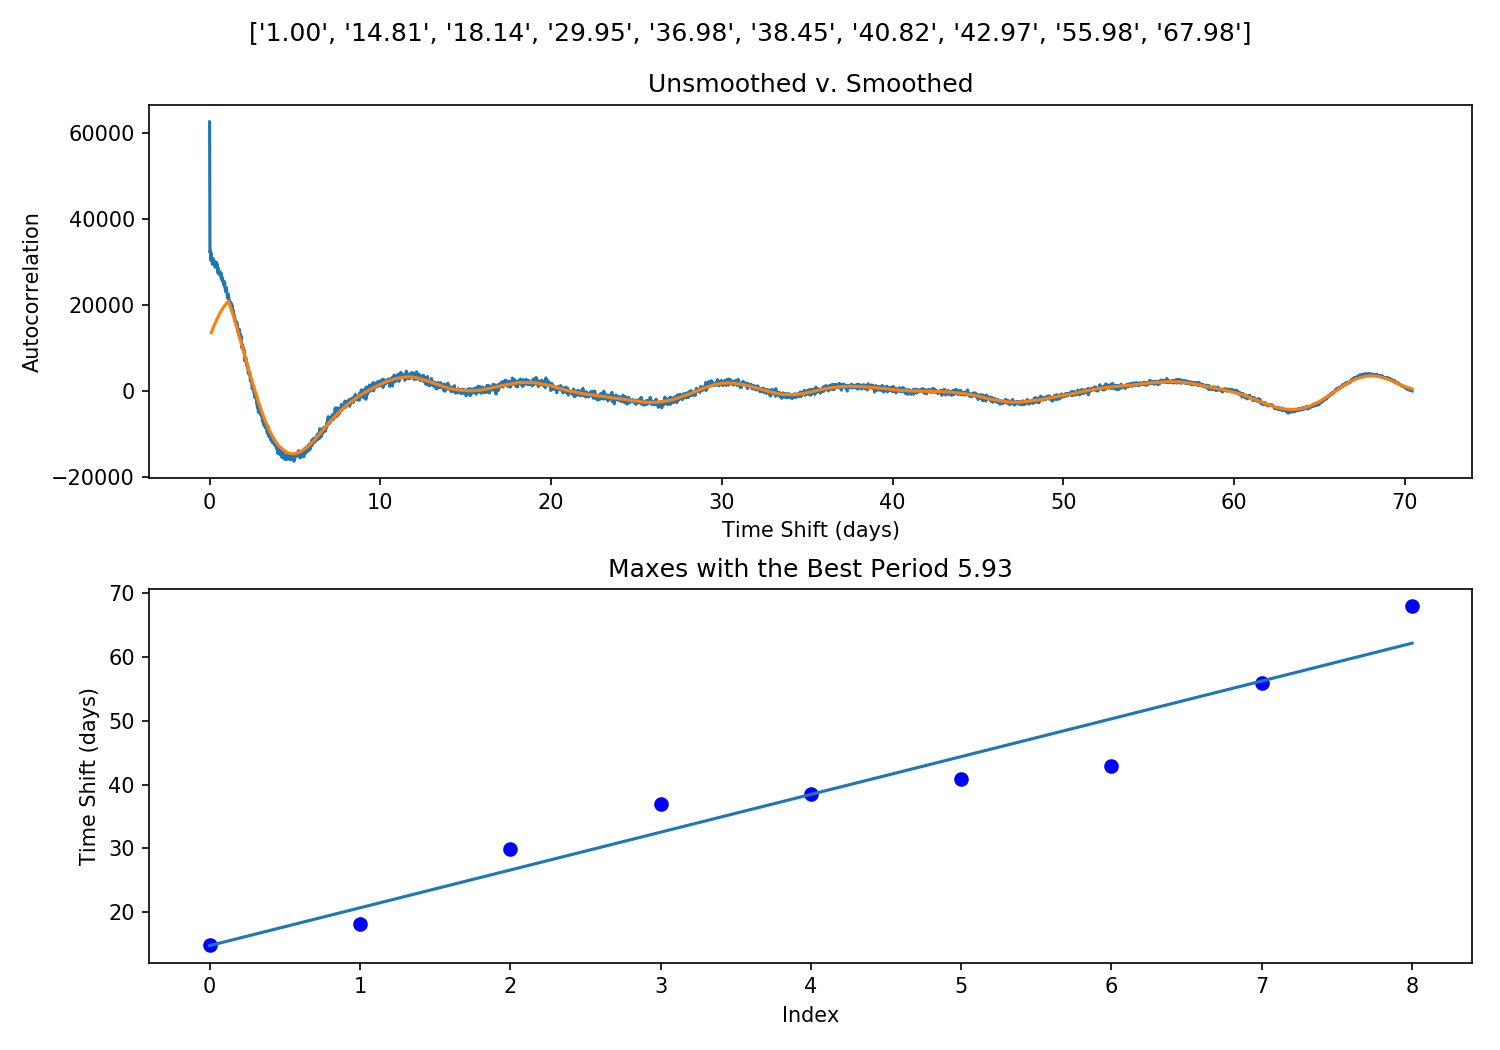 ['1.00', '14.81', '18.14', '29.95', '36.98', '38.45', '40.82', '42.97', '55.98', '67.98']
Unsmoothed v. Smoothed
Autocorrelation
60000
40000
20000
0
−20000
0 10 20 30 40 50 60 70
Time Shift (days)
Maxes with the Best Period 5.93
Time Shift (days)
70
60
50
40
30
20
0 1 2 3 4 5 6 7 8
Index